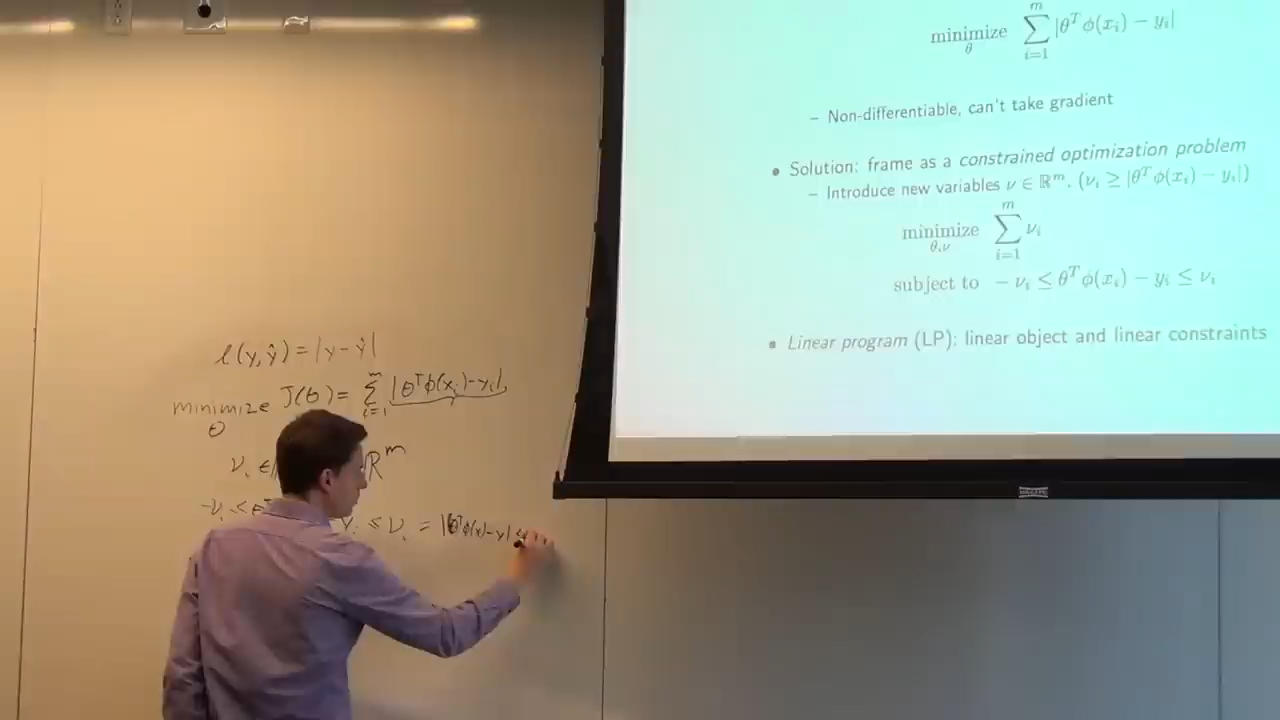 minimize θ ∑_{i=1}^{m} |θ^T φ(x_i) − y_i|
– Non-differentiable, can't take gradient
• Solution: frame as a constrained optimization problem
– Introduce new variables ν ∈ ℝ^m. (ν_i ≥ |θ^T φ(x_i) − y_i|)
minimize θ,ν ∑_{i=1}^{m} ν_i
subject to − ν_i ≤ θ^T φ(x_i) − y_i ≤ ν_i
• Linear program (LP): linear object and linear constraints
ℓ(y,ŷ) = |y−ŷ|
minimize θ J(θ) = ∑_{i=1}^{m} |θ^T φ(x_i)−y_i|
ν_i ∈ ℝ^m
-ν_i ≤ θ^T y_i ≤ ν_i = |θ^T φ(x)−y| ≤